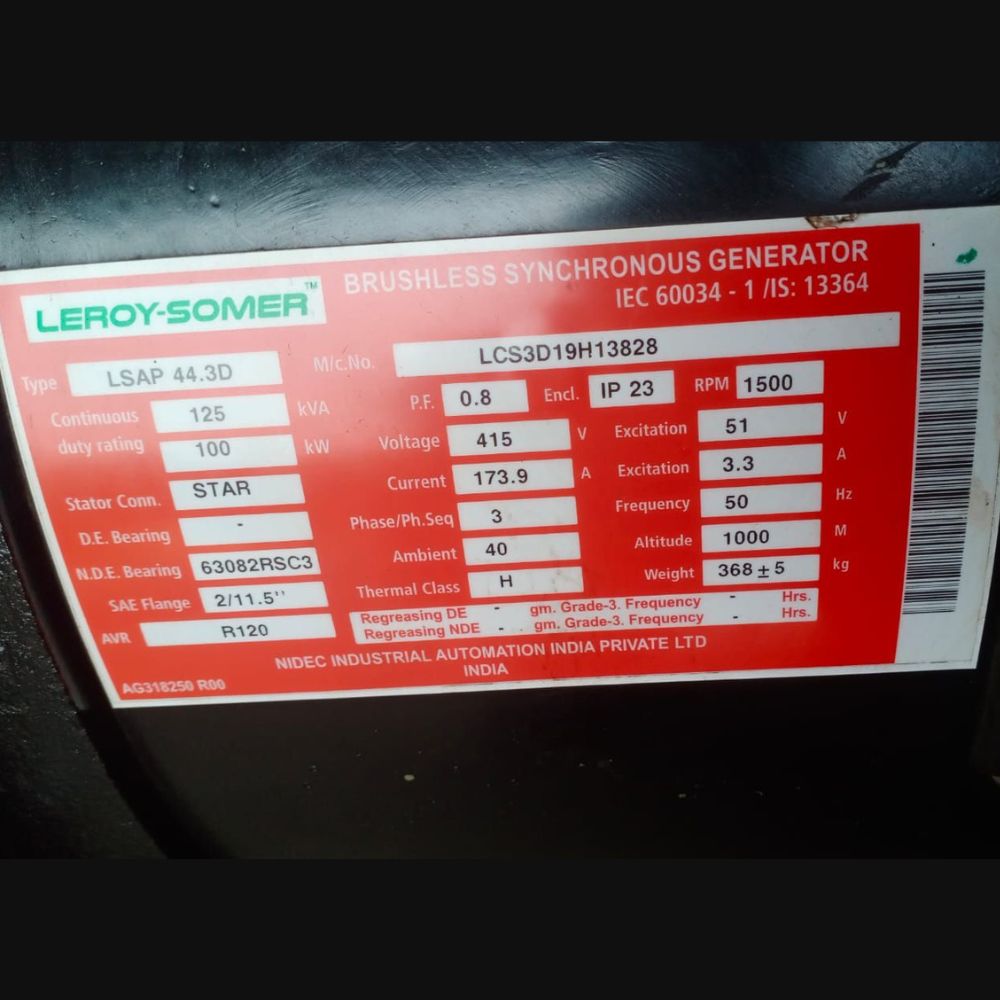 LEROY-SOMER™
BRUSHLESS SYNCHRONOUS GENERATOR
IEC 60034 - 1 /IS: 13364
Type LSAP 44.3D
M/c.No. LCS3D19H13828
Continuous duty rating 125 kVA
100 kW
Stator Conn. STAR
D.E. Bearing -
N.D.E. Bearing 63082RSC3
SAE Flange 2/11.5''
AVR R120
P.F. 0.8 Encl. IP 23 RPM 1500
Voltage 415 V Excitation 51 V
Current 173.9 A Excitation 3.3 A
Phase/Ph.Seq 3 Frequency 50 Hz
Ambient 40 Altitude 1000 M
Thermal Class H Weight 368 ± 5 kg
Regreasing DE - gm. Grade-3. Frequency - Hrs.
Regreasing NDE - gm. Grade-3. Frequency - Hrs.
NIDEC INDUSTRIAL AUTOMATION INDIA PRIVATE LTD
INDIA
AG318250 R00